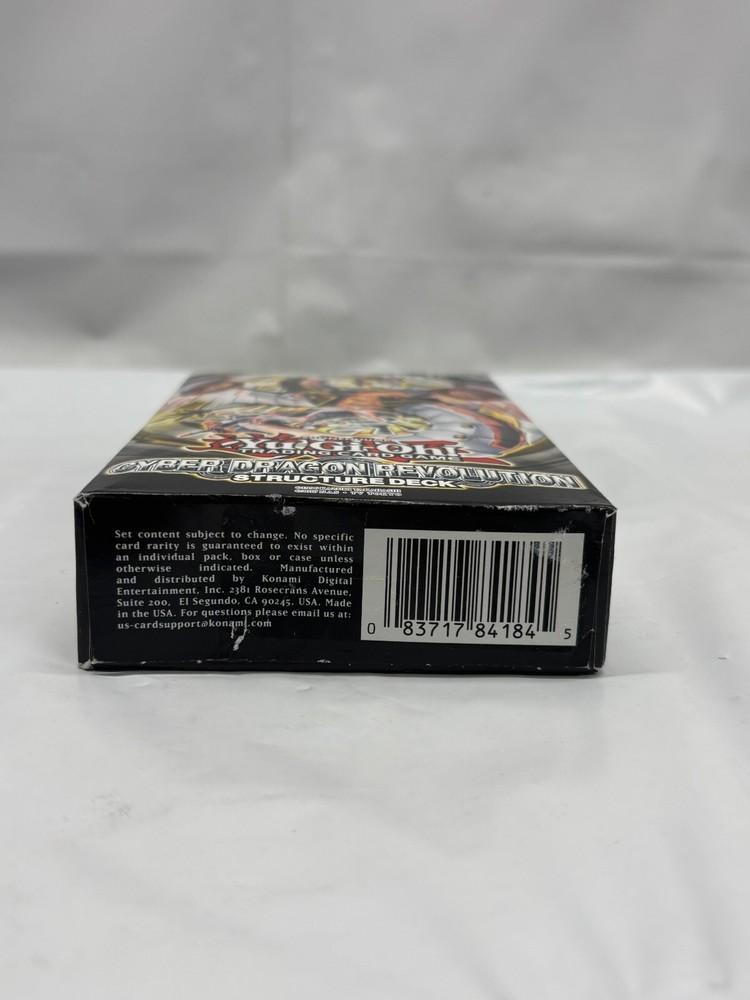 Yu-Gi-Oh!
TRADING CARD GAME
CYBER DRAGON REVOLUTION
STRUCTURE DECK
Set content subject to change. No specific
card rarity is guaranteed to exist within
an individual pack, box or case unless
otherwise indicated. Manufactured
and distributed by Konami Digital
Entertainment, Inc. 2381 Rosecrans Avenue,
Suite 200, El Segundo, CA 90245, USA. Made
in the USA. For questions please email us at:
us-cardsupport@konami.com
0 83717 84184 5